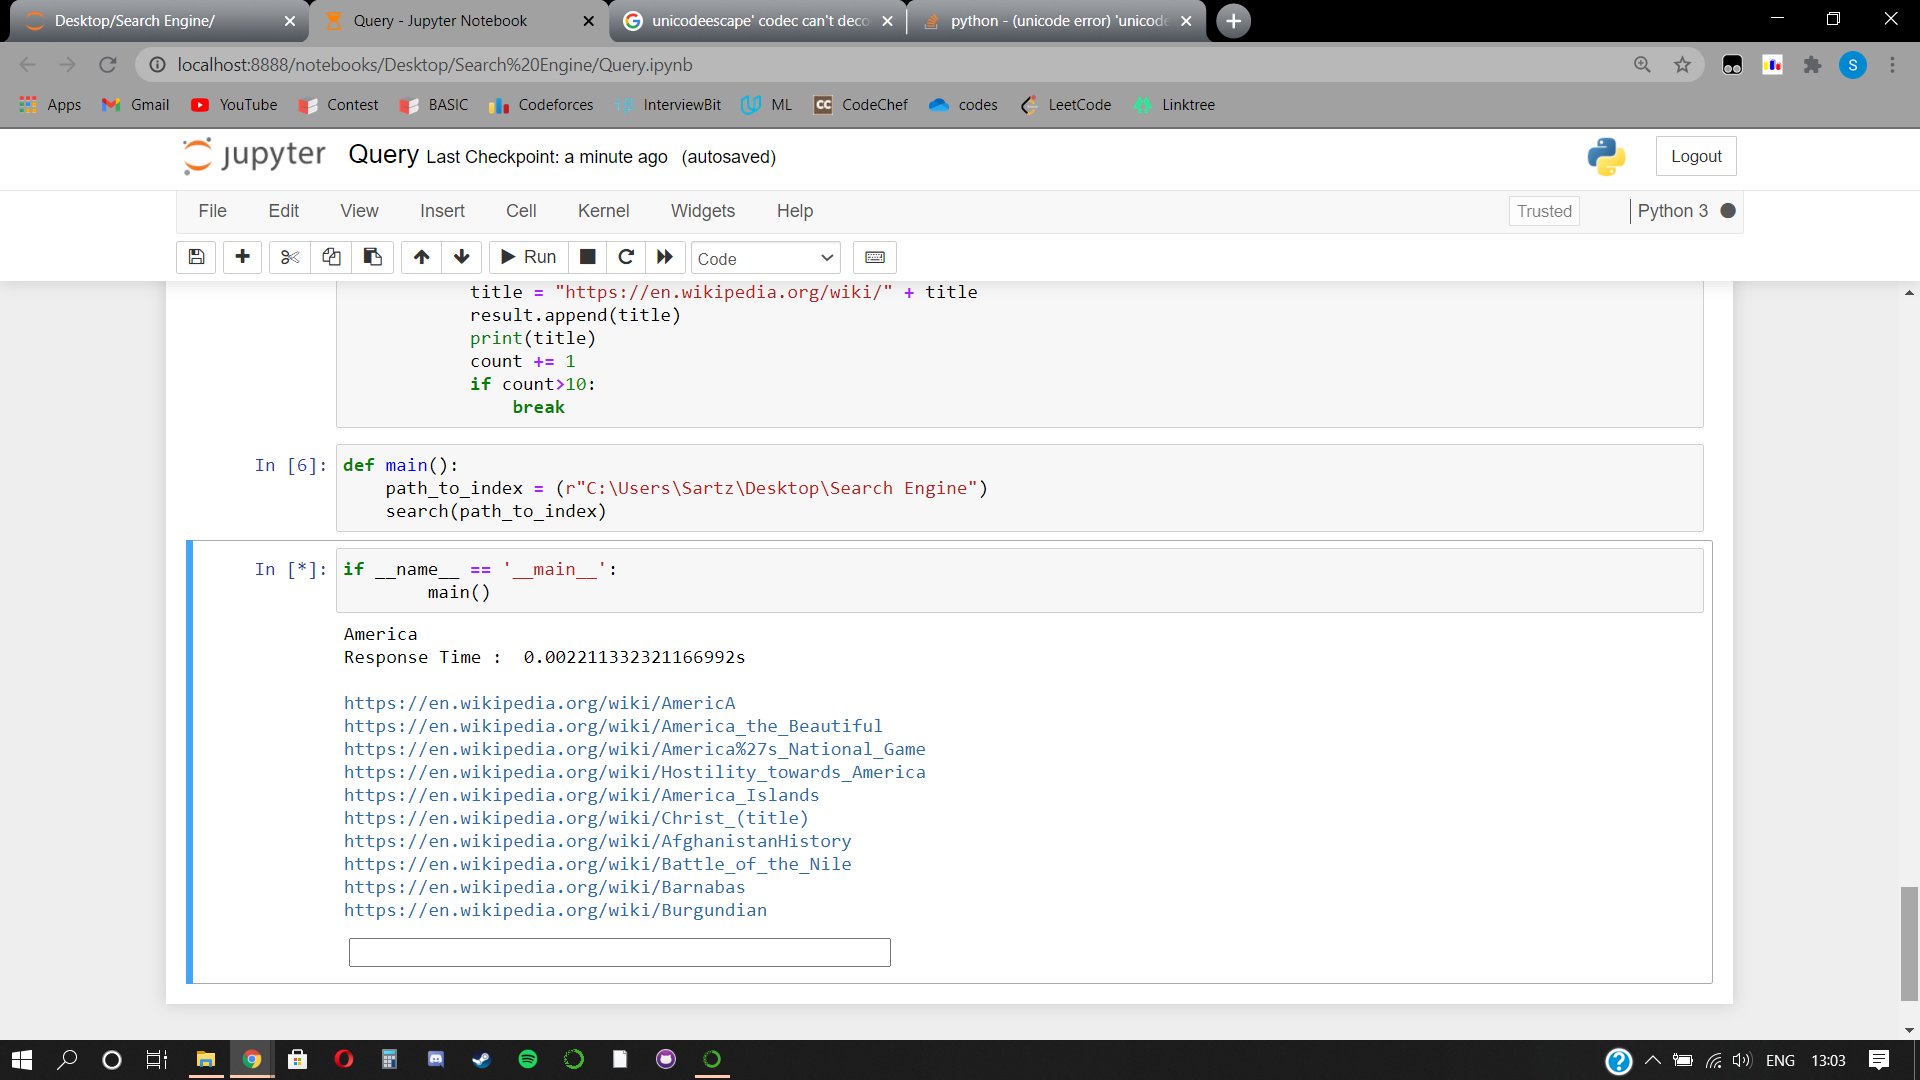 Desktop/Search Engine/
Query - Jupyter Notebook
unicodeescape' codec can't deco
python - (unicode error) 'unicode
localhost:8888/notebooks/Desktop/Search%20Engine/Query.ipynb
S
Apps
Gmail
YouTube
Contest
BASIC
Codeforces
InterviewBit
ML
CC
CodeChef
codes
LeetCode
Linktree
jupyter
Query Last Checkpoint: a minute ago (autosaved)
Logout
File Edit View Insert Cell Kernel Widgets Help
Trusted
Python 3
Run
Code
title = "https://en.wikipedia.org/wiki/" + title
result.append(title)
print(title)
count += 1
if count>10:
break
In [6]: def main():
path_to_index = (r"C:\Users\Sartz\Desktop\Search Engine")
search(path_to_index)
In [*]: if __name__ == '__main__':
main()
America
Response Time :  0.002211332321166992s
https://en.wikipedia.org/wiki/AmericA
https://en.wikipedia.org/wiki/America_the_Beautiful
https://en.wikipedia.org/wiki/America%27s_National_Game
https://en.wikipedia.org/wiki/Hostility_towards_America
https://en.wikipedia.org/wiki/America_Islands
https://en.wikipedia.org/wiki/Christ_(title)
https://en.wikipedia.org/wiki/AfghanistanHistory
https://en.wikipedia.org/wiki/Battle_of_the_Nile
https://en.wikipedia.org/wiki/Barnabas
https://en.wikipedia.org/wiki/Burgundian
ENG
13:03